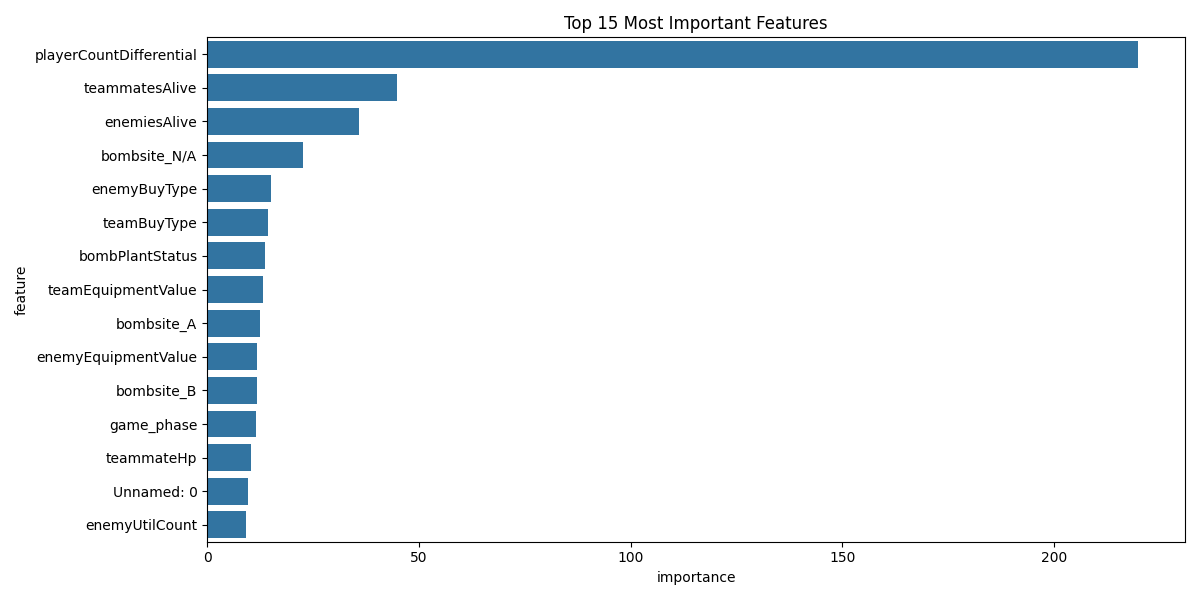 Top 15 Most Important Features
feature
playerCountDifferential
teammatesAlive
enemiesAlive
bombsite_N/A
enemyBuyType
teamBuyType
bombPlantStatus
teamEquipmentValue
bombsite_A
enemyEquipmentValue
bombsite_B
game_phase
teammateHp
Unnamed: 0
enemyUtilCount
0 50 100 150 200
importance